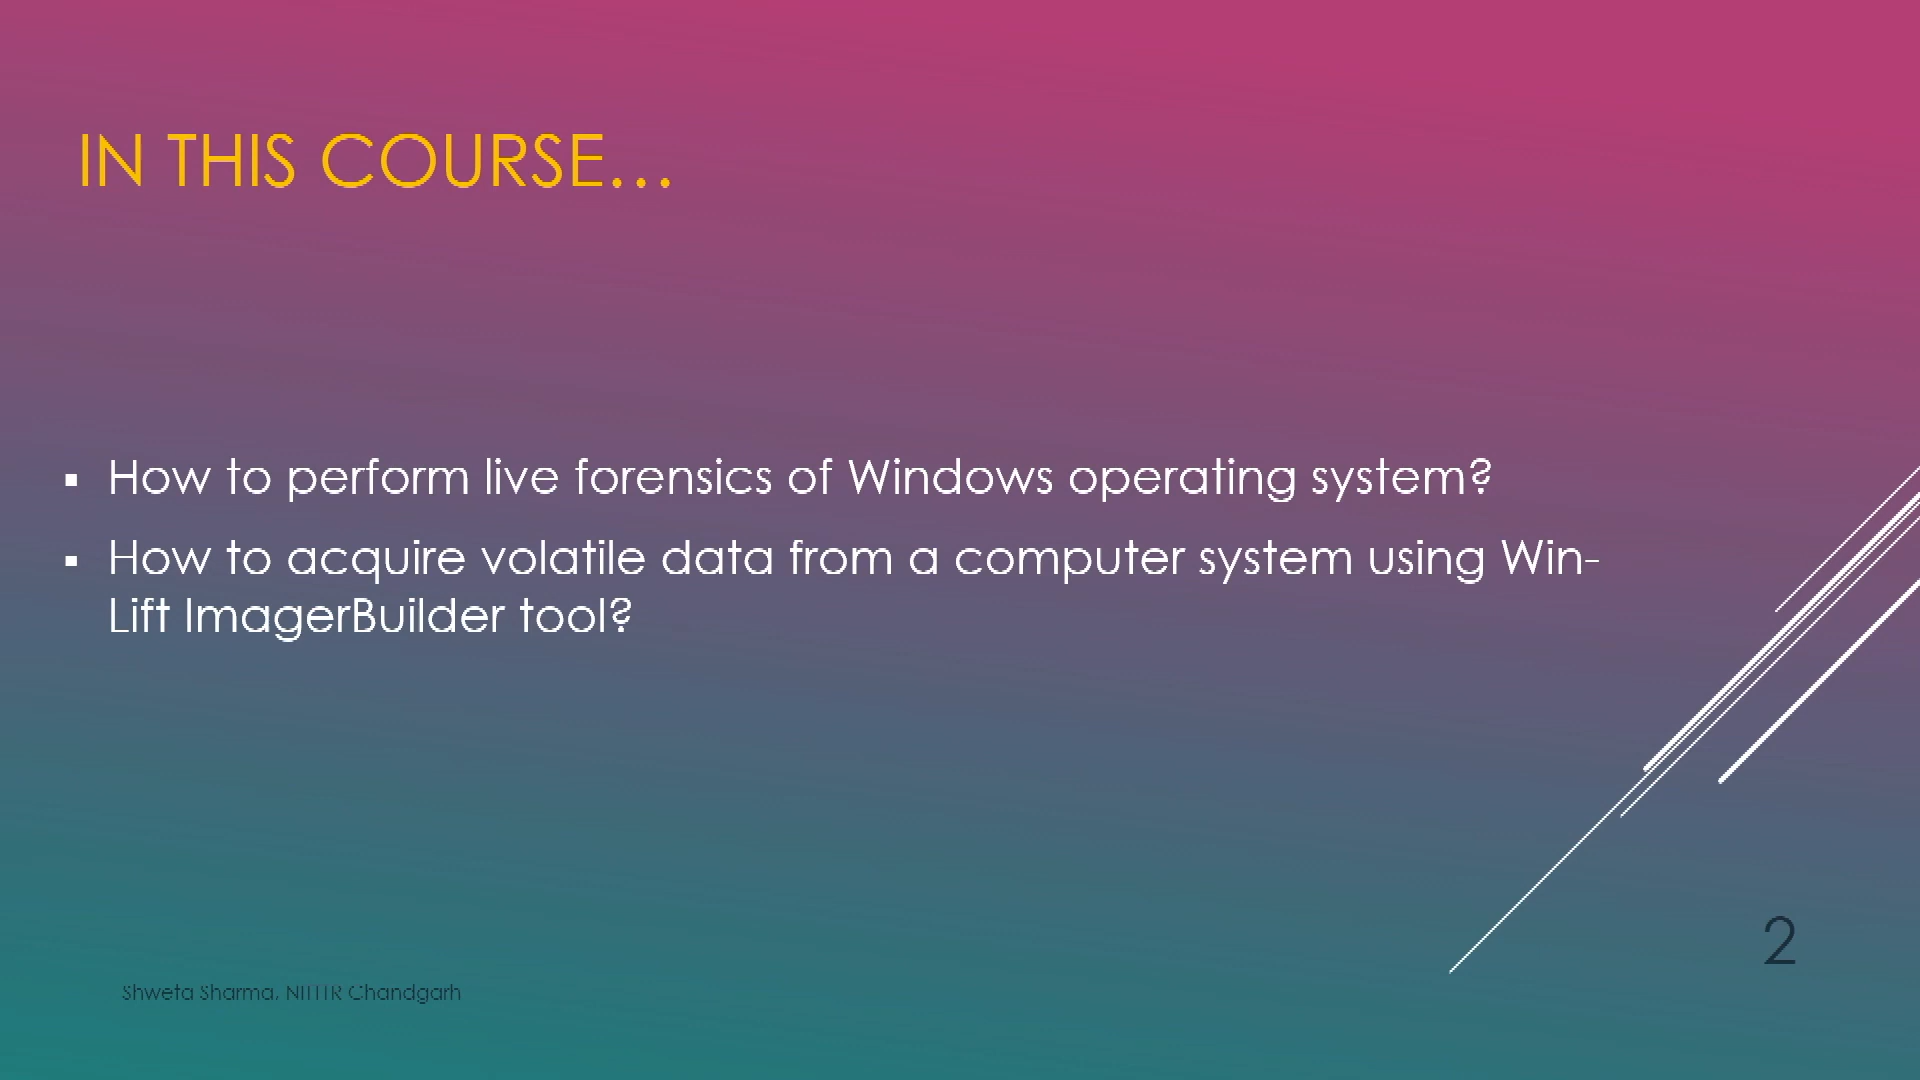 IN THIS COURSE...
▪ How to perform live forensics of Windows operating system?
▪ How to acquire volatile data from a computer system using Win-
Lift ImagerBuilder tool?
2
Shweta Sharma, NITTTR Chandgarh